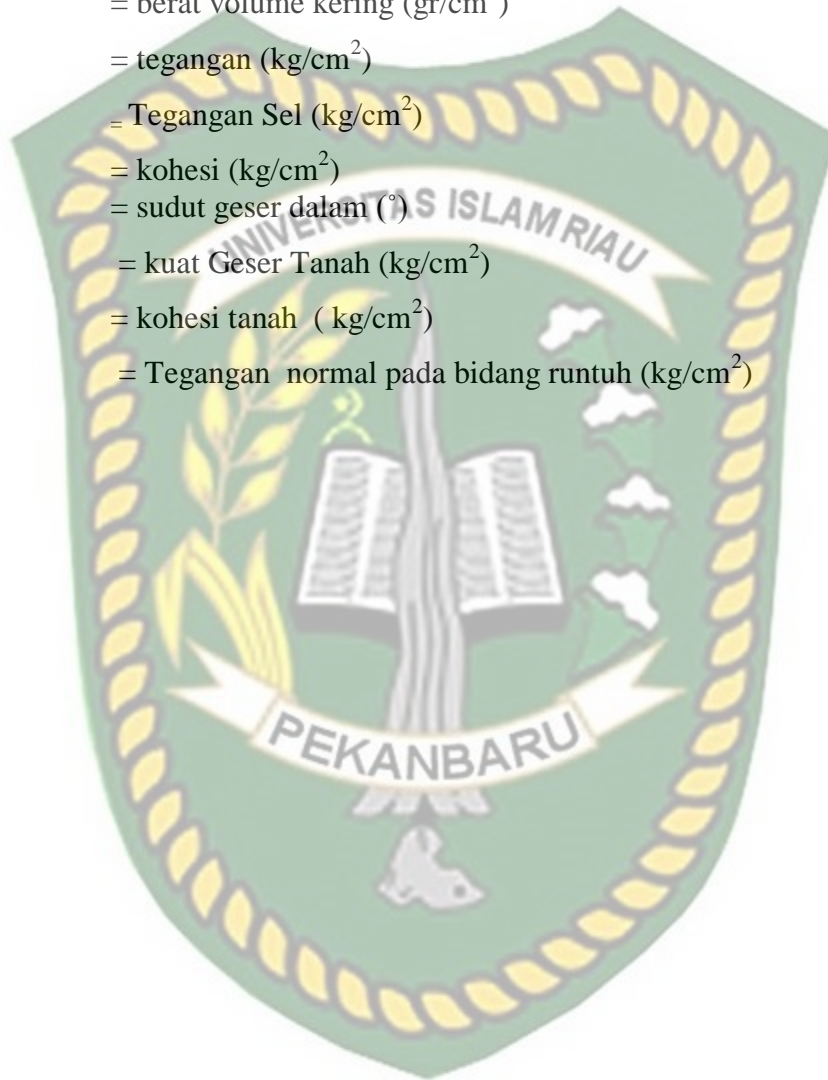 = berat volume kering (gr/cm³)
= tegangan (kg/cm²)
= Tegangan Sel (kg/cm²)
= kohesi (kg/cm²)
= sudut geser dalam (°)
UNIVERSITAS ISLAM RIAU
= kuat Geser Tanah (kg/cm²)
= kohesi tanah ( kg/cm²)
= Tegangan normal pada bidang runtuh (kg/cm²)
PEKANBARU